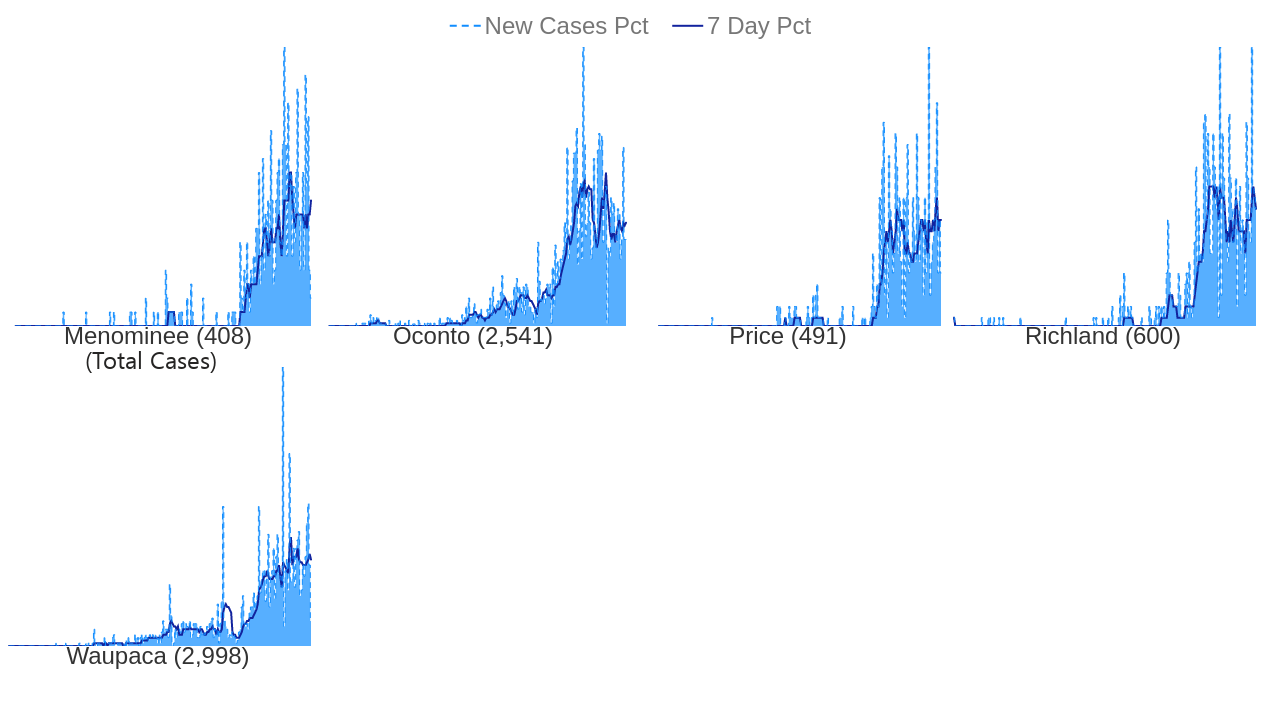 New Cases Pct 7 Day Pct
Menominee (408)
(Total Cases)
Oconto (2,541)
Price (491)
Richland (600)
Waupaca (2,998)